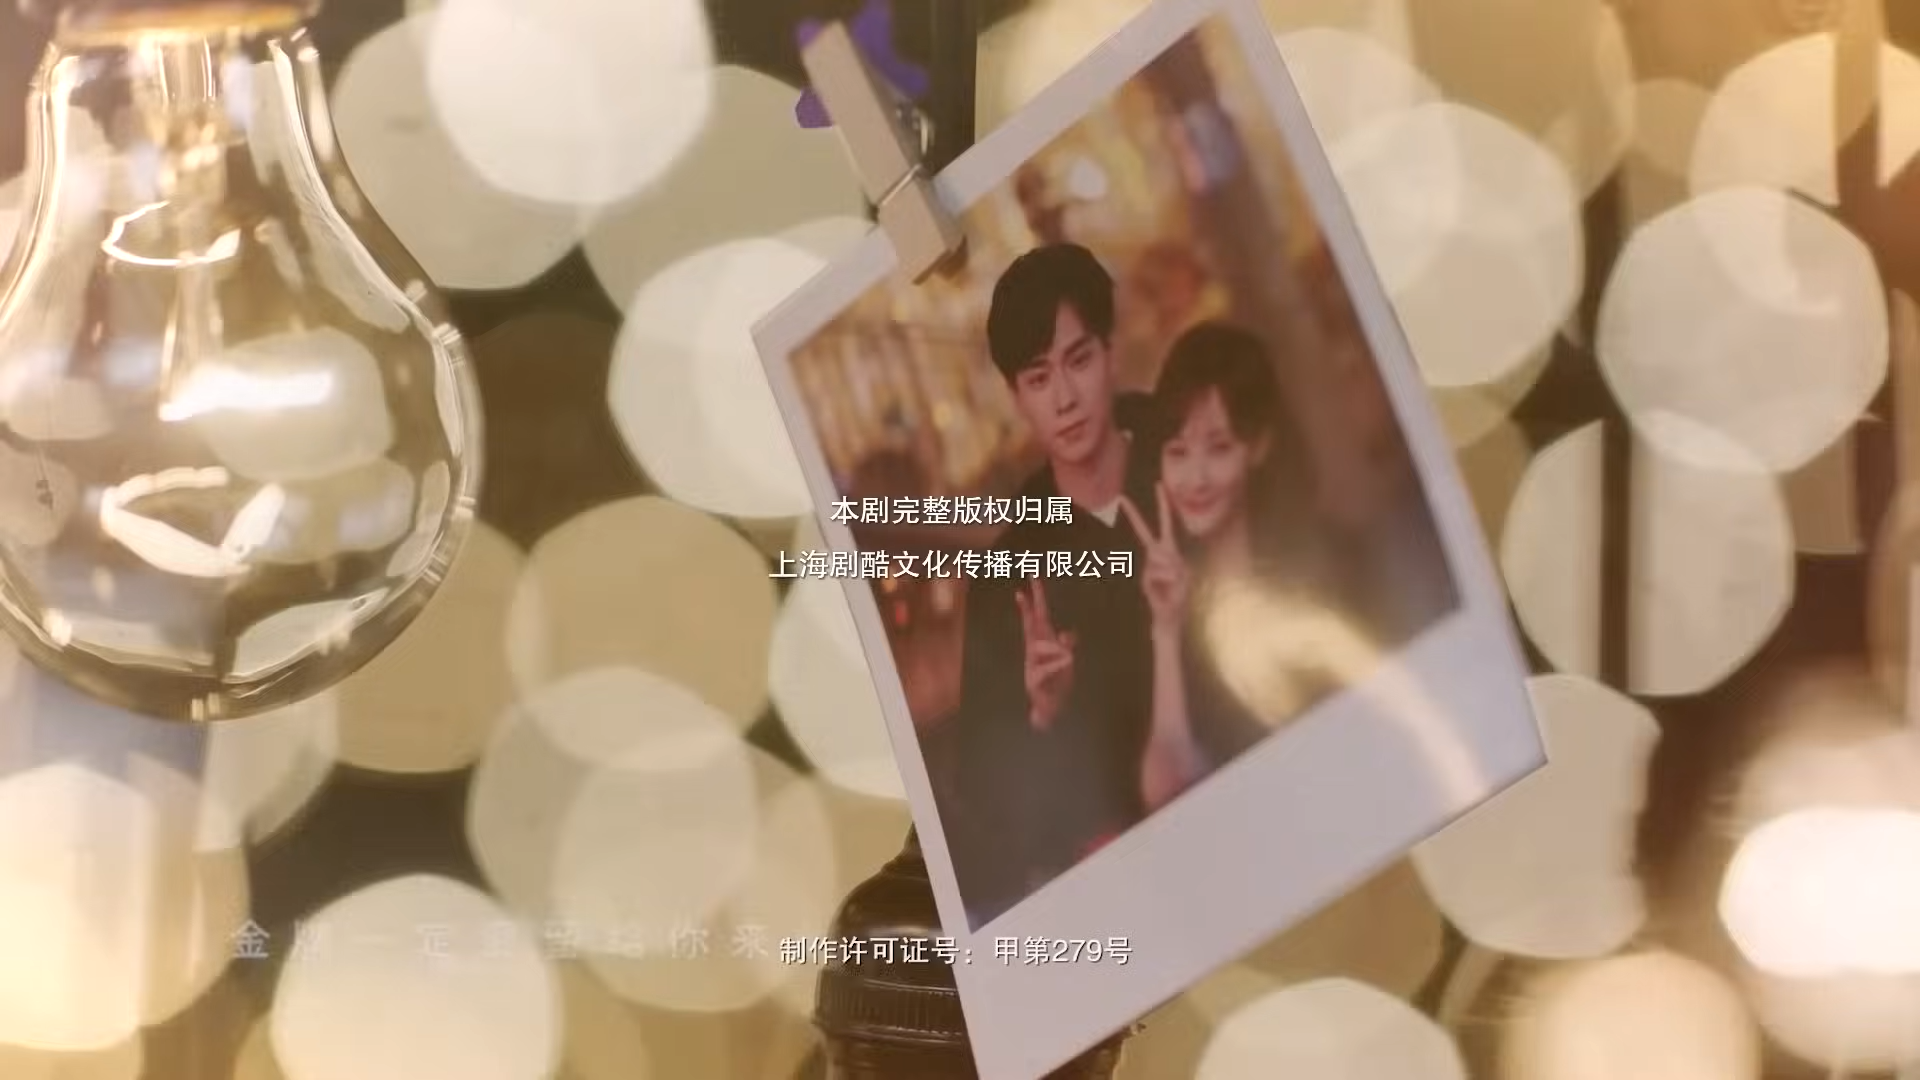 本剧完整版权归属
上海剧酷文化传播有限公司
制作许可证号：甲第279号